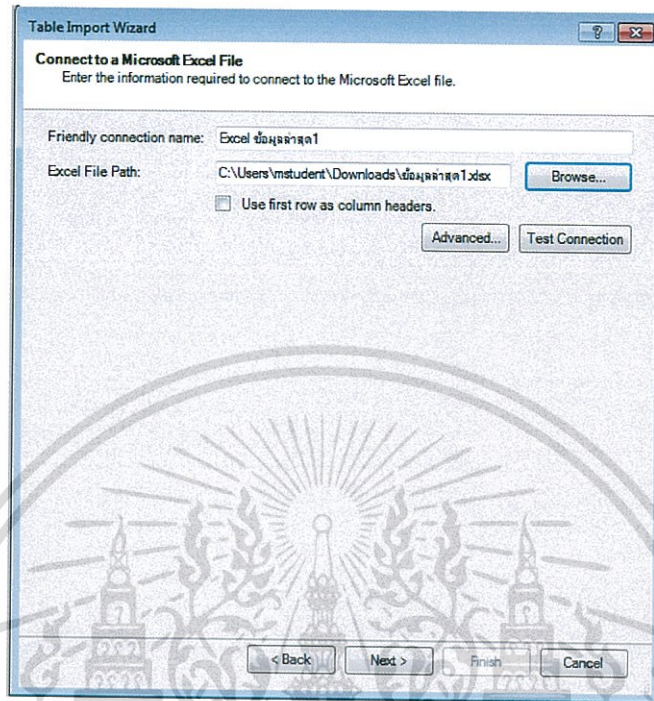 Table Import Wizard
Connect to a Microsoft Excel File
Enter the information required to connect to the Microsoft Excel file.
Friendly connection name: Excel ข้อมูลล่าสุด1
Excel File Path: C:\Users\mstudent\Downloads\ข้อมูลล่าสุด1.xlsx Browse...
Use first row as column headers.
Advanced... Test Connection
< Back Next > Finish Cancel